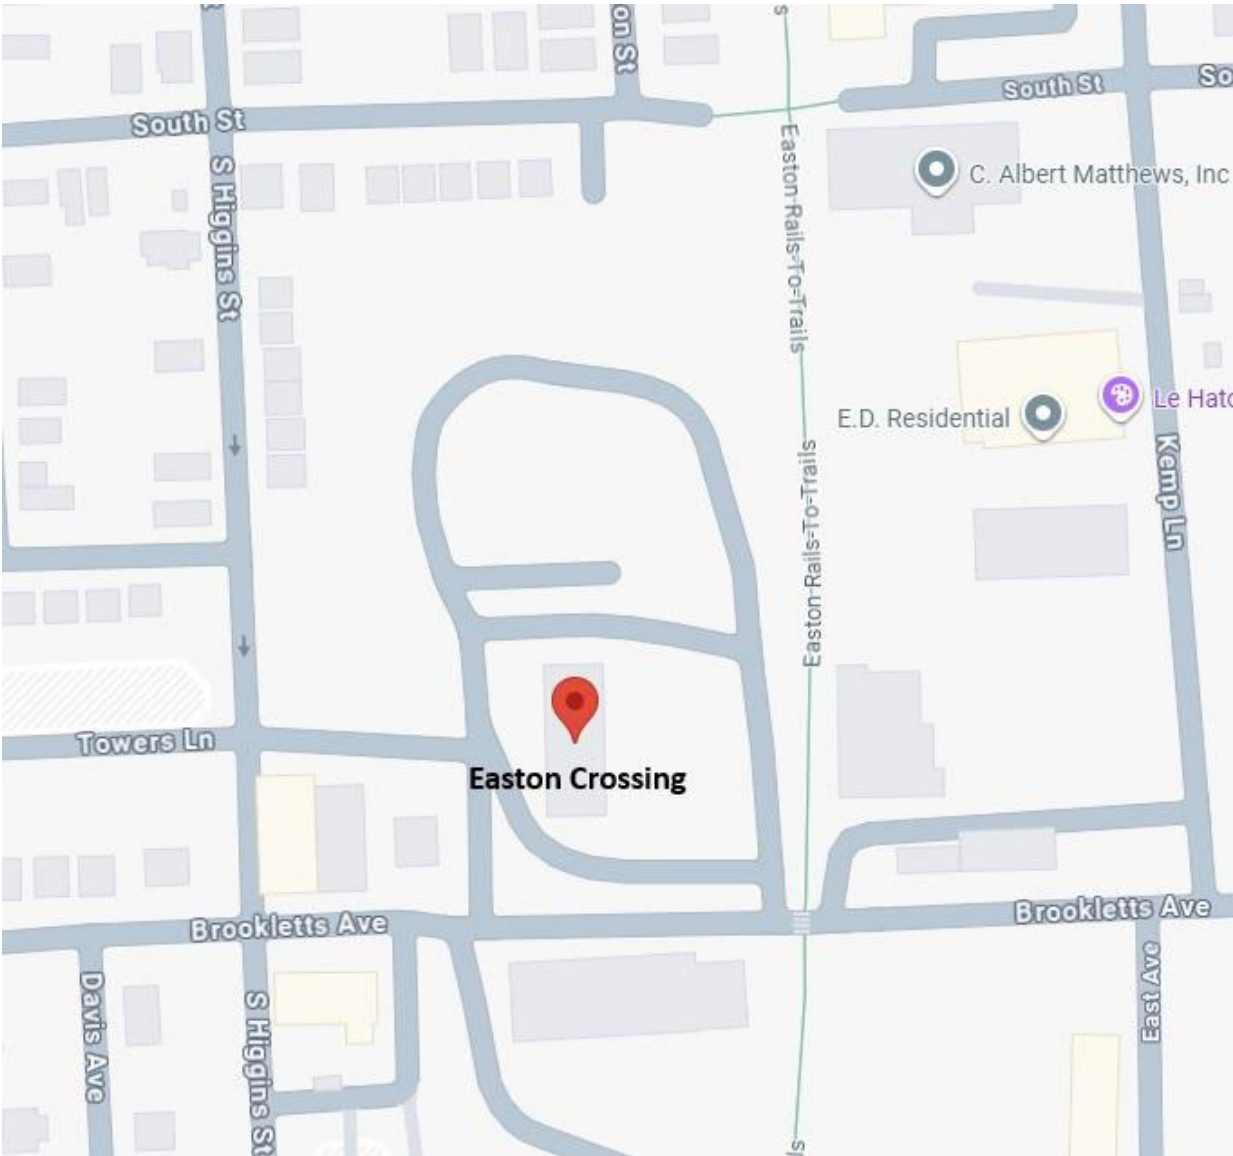 on St
s
South St
So
South St
C. Albert Matthews, Inc
S Higgins St
Easton-Rails-To-Trails
E.D. Residential
Le Hatc
Kemp Ln
Easton-Rails-To-Trails
Towers Ln
Easton Crossing
Brookletts Ave
Brookletts Ave
Davis Ave
S Higgins St
East Ave
ls